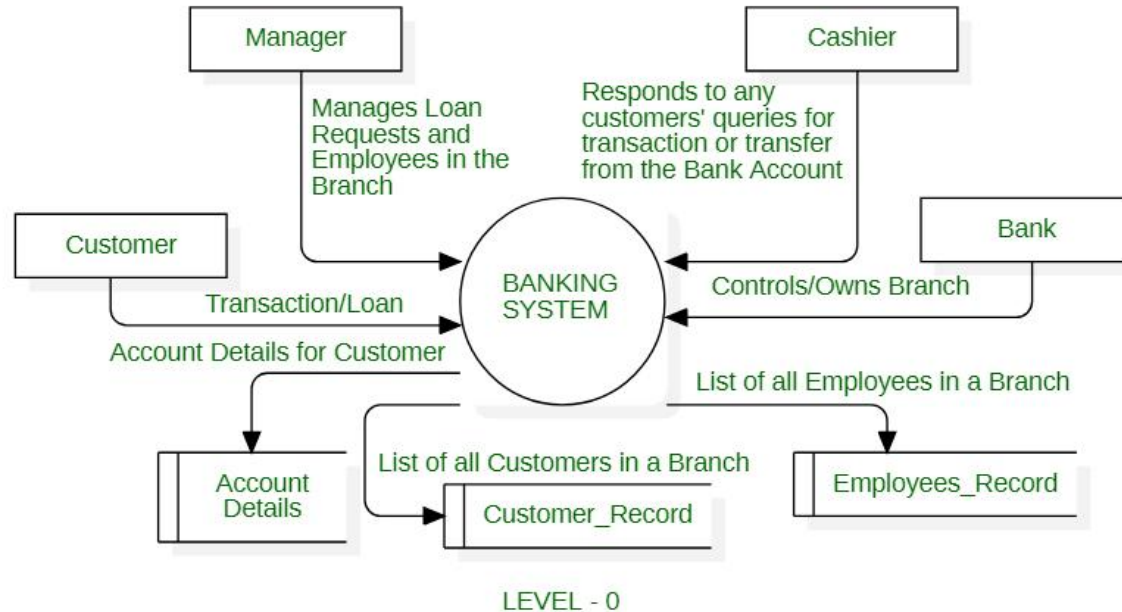 Manager
Cashier
Manages Loan
Requests and
Employees in the
Branch
Responds to any
customers' queries for
transaction or transfer
from the Bank Account
Customer
Bank
BANKING
SYSTEM
Transaction/Loan
Controls/Owns Branch
Account Details for Customer
List of all Employees in a Branch
List of all Customers in a Branch
Account
Details
Customer_Record
Employees_Record
LEVEL - 0